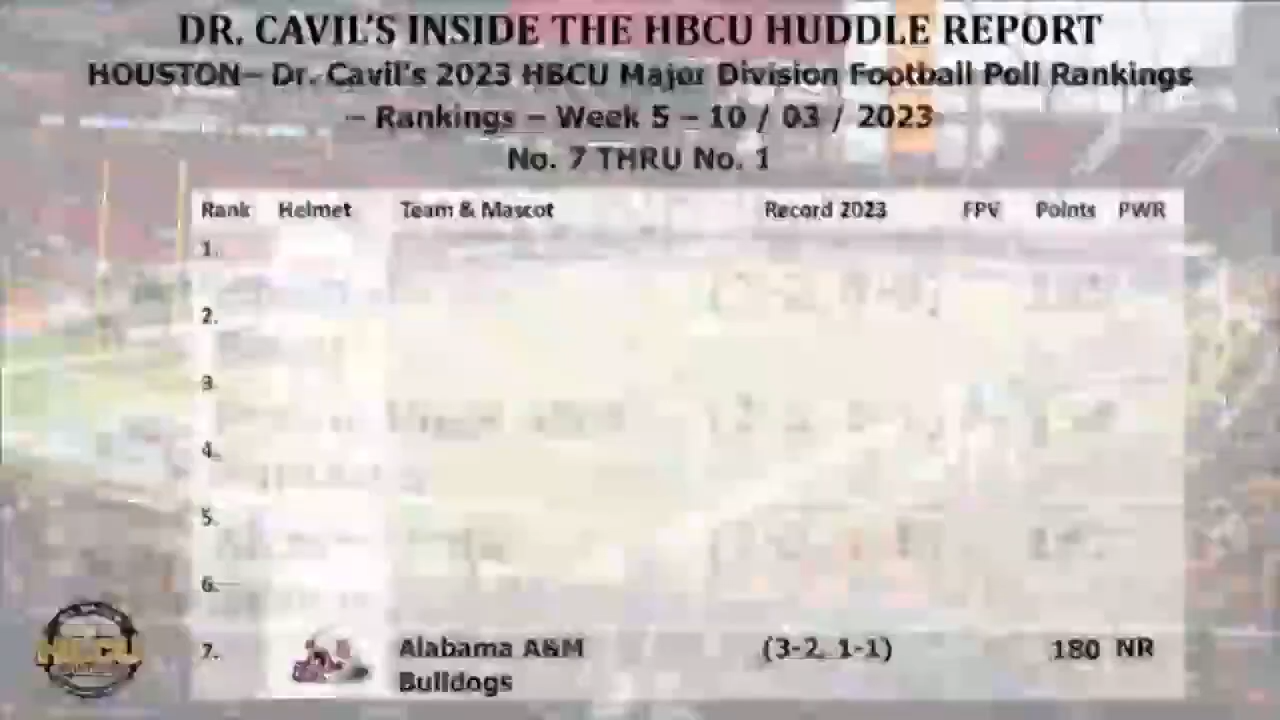 DR. CAVIL'S INSIDE THE HBCU HUDDLE REPORT
HOUSTON– Dr. Cavil's 2023 HBCU Major Division Football Poll Rankings
– Rankings – Week 5 – 10 / 03 / 2023
No. 7 THRU No. 1
Rank Helmet Team & Mascot Record 2023 FPV Points PWR
1.
2.
3.
4.
5.
6.
7. Alabama A&M (3-2, 1-1) 180 NR
Bulldogs
HBCU